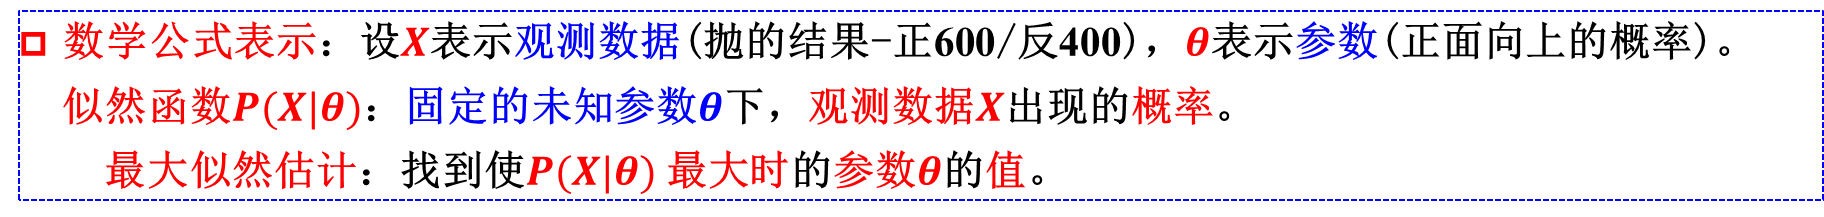 数学公式表示：设X表示观测数据(抛的结果-正600/反400)，θ表示参数(正面向上的概率)。
似然函数P(X|θ)：固定的未知参数θ下，观测数据X出现的概率。
最大似然估计：找到使P(X|θ) 最大时的参数θ的值。